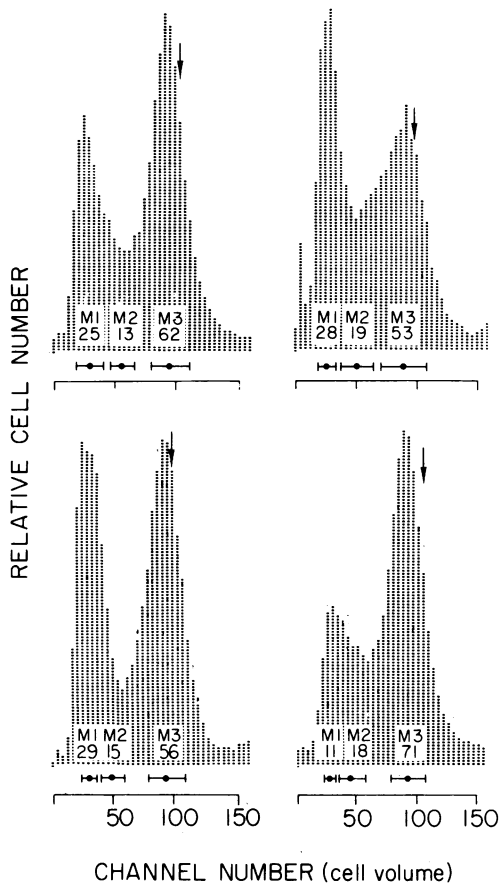 RELATIVE CELL NUMBER
M1 M2 M3
25 13 62
M1 M2 M3
28 19 53
M1 M2 M3
29 15 56
M1 M2 M3
11 18 71
50 100 150
50 100 150
CHANNEL NUMBER (cell volume)